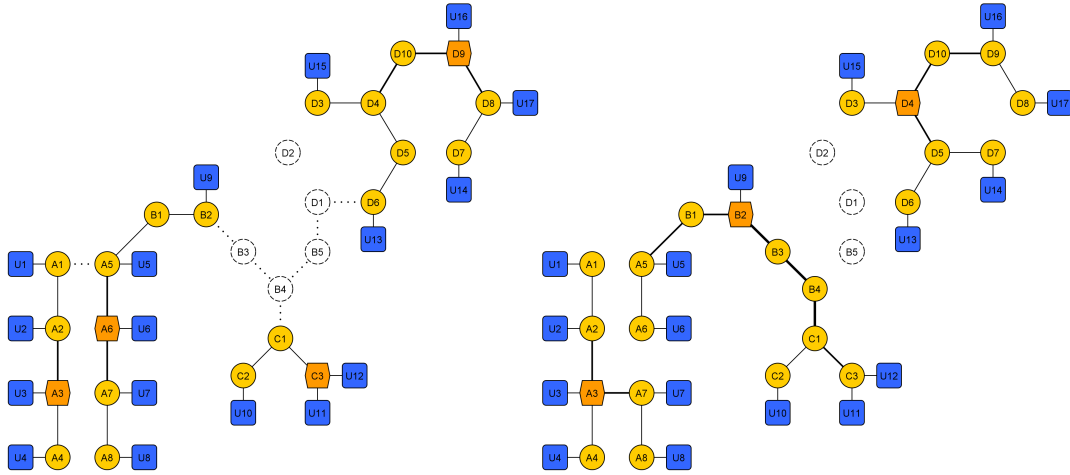 U16
D10 D9
U15
D3 D4 D8 U17
D2 D5 D7
U9 U14
B1 B2 D1 D6
U13
B3 B5
U1 A1 A5 U5
B4
U2 A2 A6 U6
C1
C2 C3 U12
U3 A3 A7 U7
U10 U11
U4 A4 A8 U8
U16
D10 D9
U15
D3 D4 D8 U17
D2 D5 D7
U9 U14
B1 B2 D1 D6
U13
B3 B5
U1 A1 A5 U5
B4
U2 A2 A6 U6
C1
C2 C3 U12
U3 A3 A7 U7
U10 U11
U4 A4 A8 U8